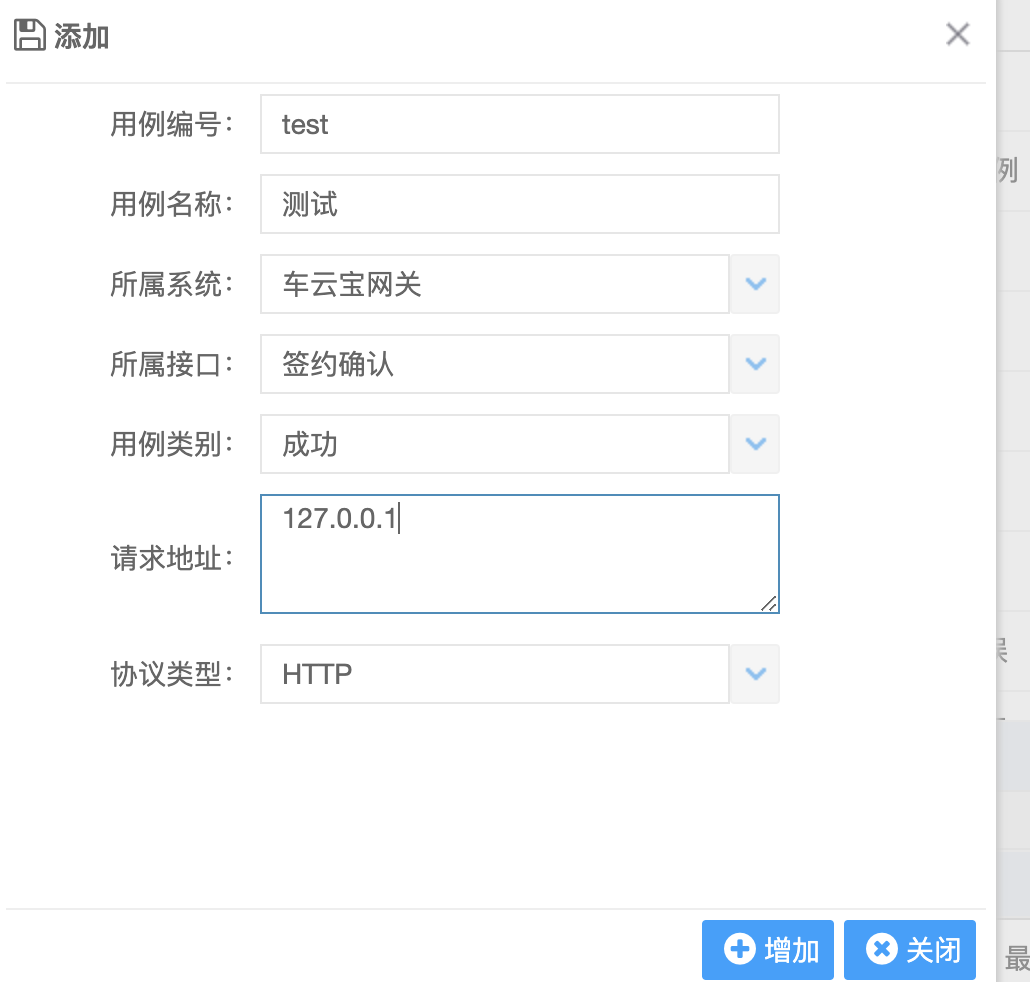 添加
用例编号： test
用例名称： 测试
所属系统： 车云宝网关
所属接口： 签约确认
用例类别： 成功
请求地址： 127.0.0.1
协议类型： HTTP
增加 关闭
例
最